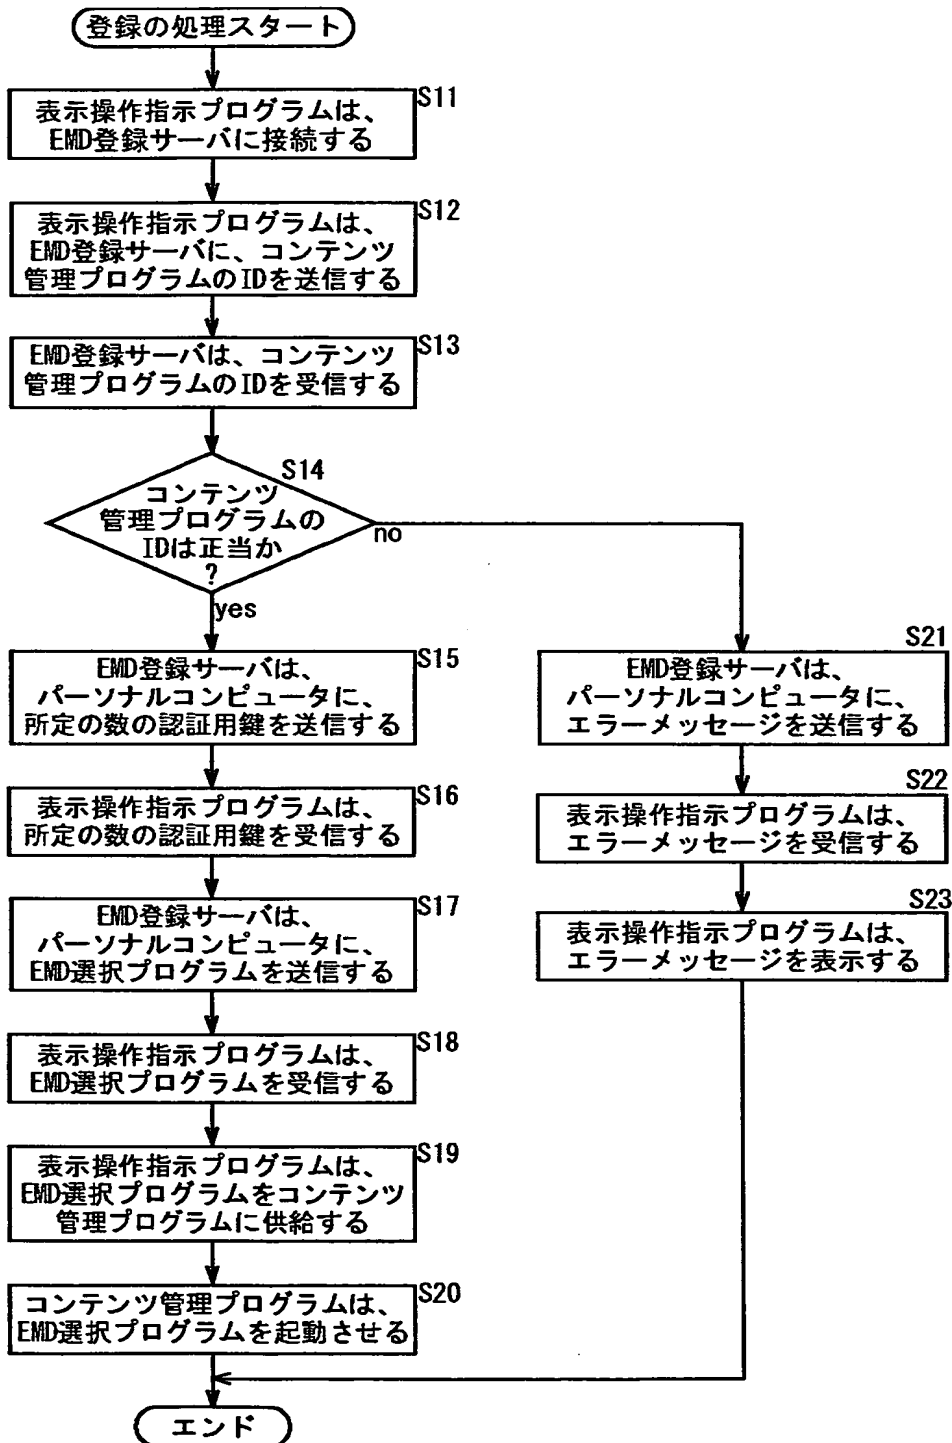 登録の処理スタート
S11
表示操作指示プログラムは、
EMD登録サーバに接続する
S12
表示操作指示プログラムは、
EMD登録サーバに、コンテンツ
管理プログラムのIDを送信する
S13
EMD登録サーバは、コンテンツ
管理プログラムのIDを受信する
S14
コンテンツ
管理プログラムの
IDは正当か
?
no
yes
S15
EMD登録サーバは、
パーソナルコンピュータに、
所定の数の認証用鍵を送信する
S16
表示操作指示プログラムは、
所定の数の認証用鍵を受信する
S17
EMD登録サーバは、
パーソナルコンピュータに、
EMD選択プログラムを送信する
S18
表示操作指示プログラムは、
EMD選択プログラムを受信する
S19
表示操作指示プログラムは、
EMD選択プログラムをコンテンツ
管理プログラムに供給する
S20
コンテンツ管理プログラムは、
EMD選択プログラムを起動させる
S21
EMD登録サーバは、
パーソナルコンピュータに、
エラーメッセージを送信する
S22
表示操作指示プログラムは、
エラーメッセージを受信する
S23
表示操作指示プログラムは、
エラーメッセージを表示する
エンド